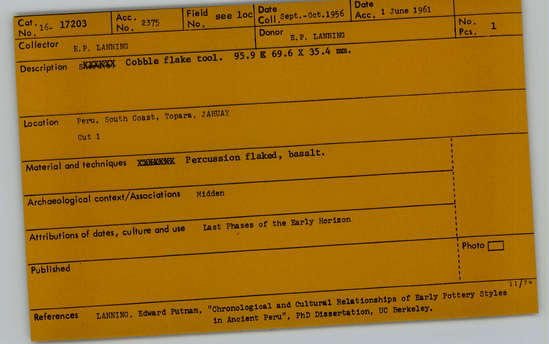 Cat. No. 16- 17203 Acc. No. 2375 Field No. see loc Date Coll. Sept.-Oct.1956 Date Acc. 1 June 1961
Collector E.P. LANNING Donor E.P. LANNING No. Pcs. 1
Description Cobble flake tool. 95.9 X 69.6 X 35.4 mm.
Location Peru, South Coast, Topara, JAHUAY
Cut 1
Material and techniques Percussion flaked, basalt.
Archaeological context/Associations Midden
Attributions of dates, culture and use Last Phases of the Early Horizon
Published Photo
11/74
References LANNING, Edward Putnam, "Chronological and Cultural Relationships of Early Pottery Styles
in Ancient Peru", PhD Dissertation, UC Berkeley.